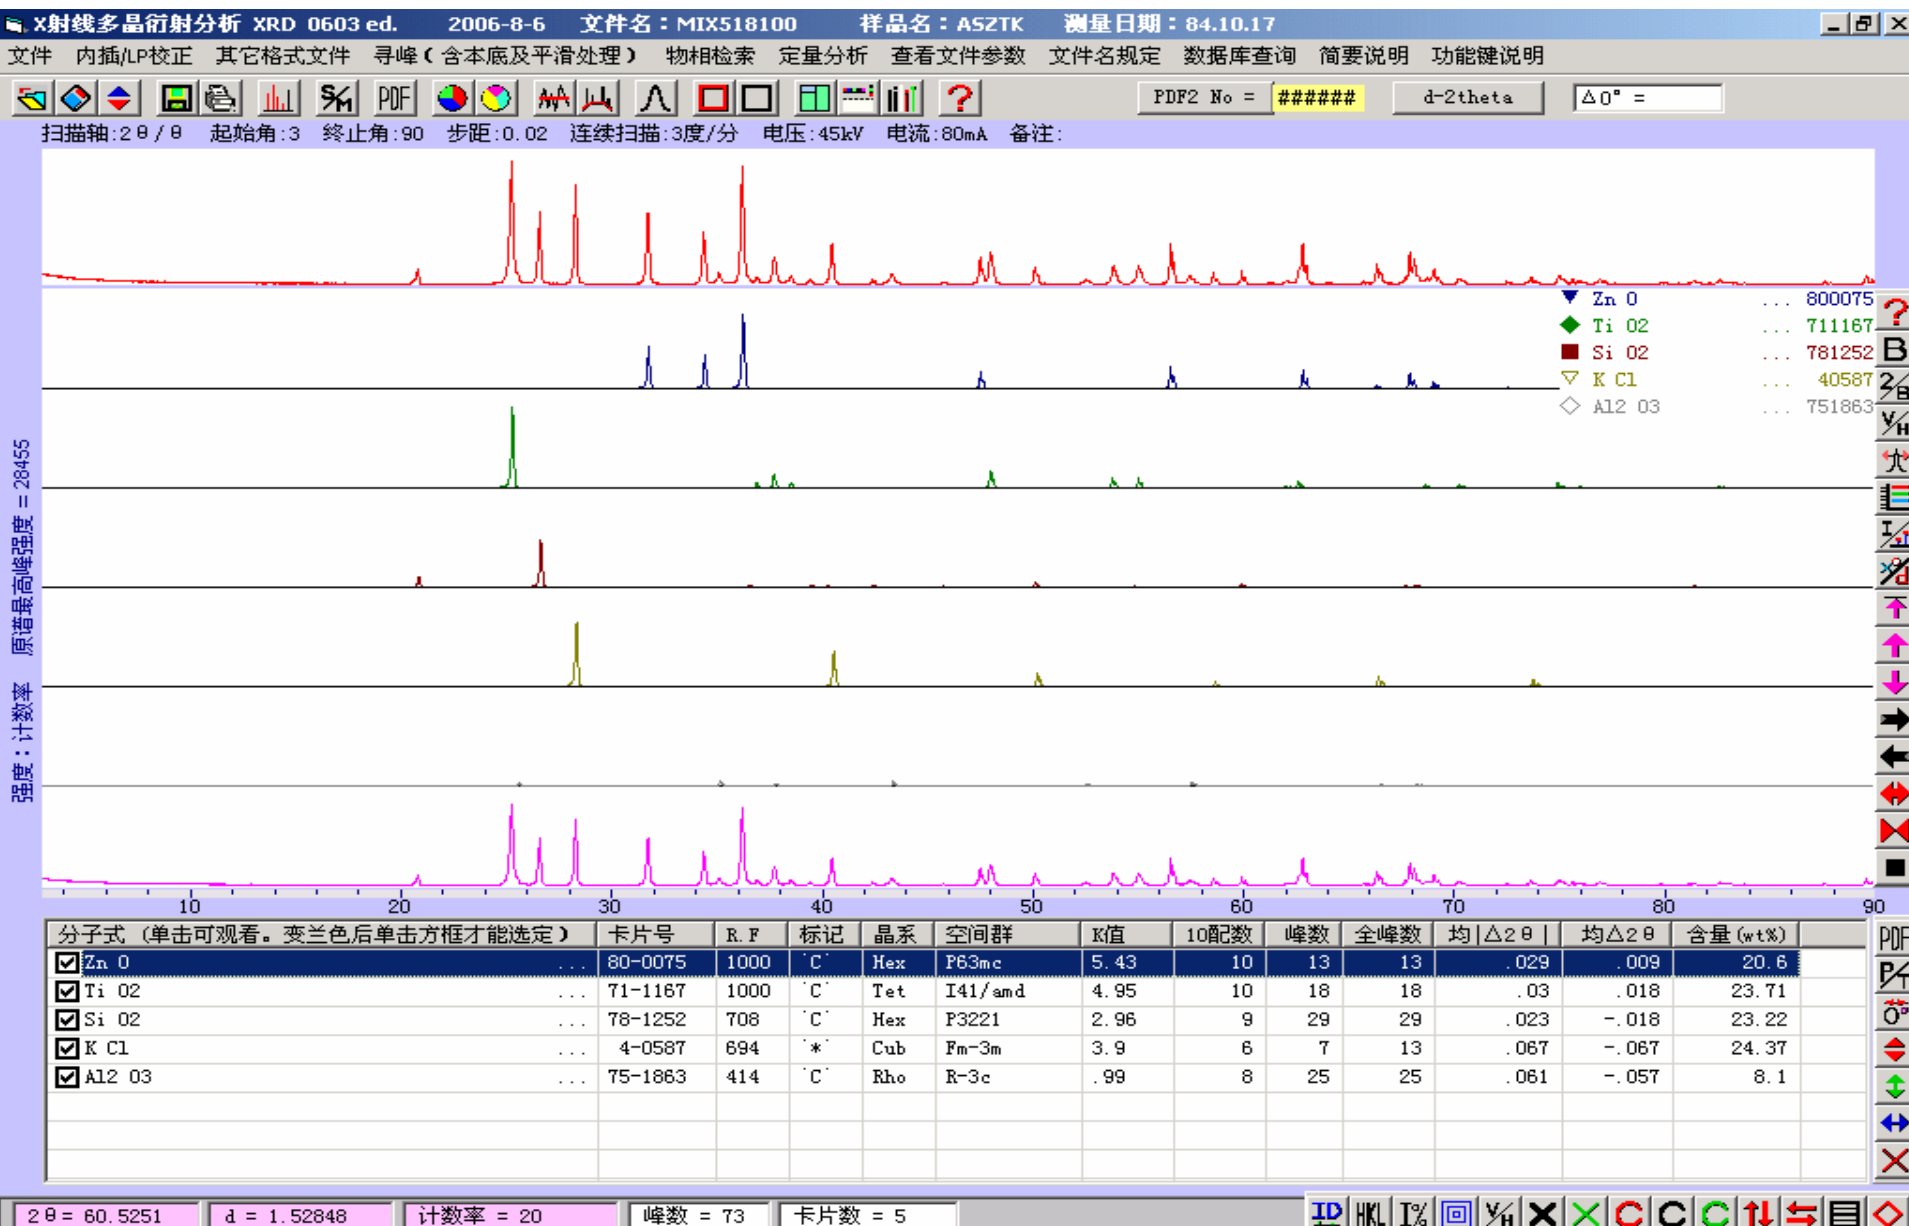 X射线多晶衍射分析 XRD 0603 ed. 2006-8-6 文件名：MIX518100 样品名：ASZTK 测量日期：84.10.17
文件 内插/LP校正 其它格式文件 寻峰(含本底及平滑处理) 物相检索 定量分析 查看文件参数 文件名规定 数据库查询 简要说明 功能键说明
S/M PDF ? PDF2 No = ###### d-2theta Δ0° =
扫描轴:2θ/θ 起始角:3 终止角:90 步距:0.02 连续扫描:3度/分 电压:45kV 电流:80mA 备注:
Zn O ... 800075
Ti O2 ... 711167
Si O2 ... 781252
K Cl ... 40587
Al2 O3 ... 751863
强度：计数率 原谱最高峰强度 = 28455
10 20 30 40 50 60 70 80 90
分子式 (单击可观看。变兰色后单击方框才能选定) 卡片号 R.F 标记 晶系 空间群 K值 10配数 峰数 全峰数 均|Δ2θ| 均Δ2θ 含量(wt%)
Zn O ... 80-0075 1000 'C' Hex P63mc 5.43 10 13 13 .029 .009 20.6
Ti O2 ... 71-1167 1000 'C' Tet I41/amd 4.95 10 18 18 .03 .018 23.71
Si O2 ... 78-1252 708 'C' Hex P3221 2.96 9 29 29 .023 -.018 23.22
K Cl ... 4-0587 694 '*' Cub Fm-3m 3.9 6 7 13 .067 -.067 24.37
Al2 O3 ... 75-1863 414 'C' Rho R-3c .99 8 25 25 .061 -.057 8.1
?
B
2/B
Y/H
PDF
P/T
0°
2θ= 60.5251 d = 1.52848 计数率 = 20 峰数 = 73 卡片数 = 5
ID HKL I% Y/H X X C C C